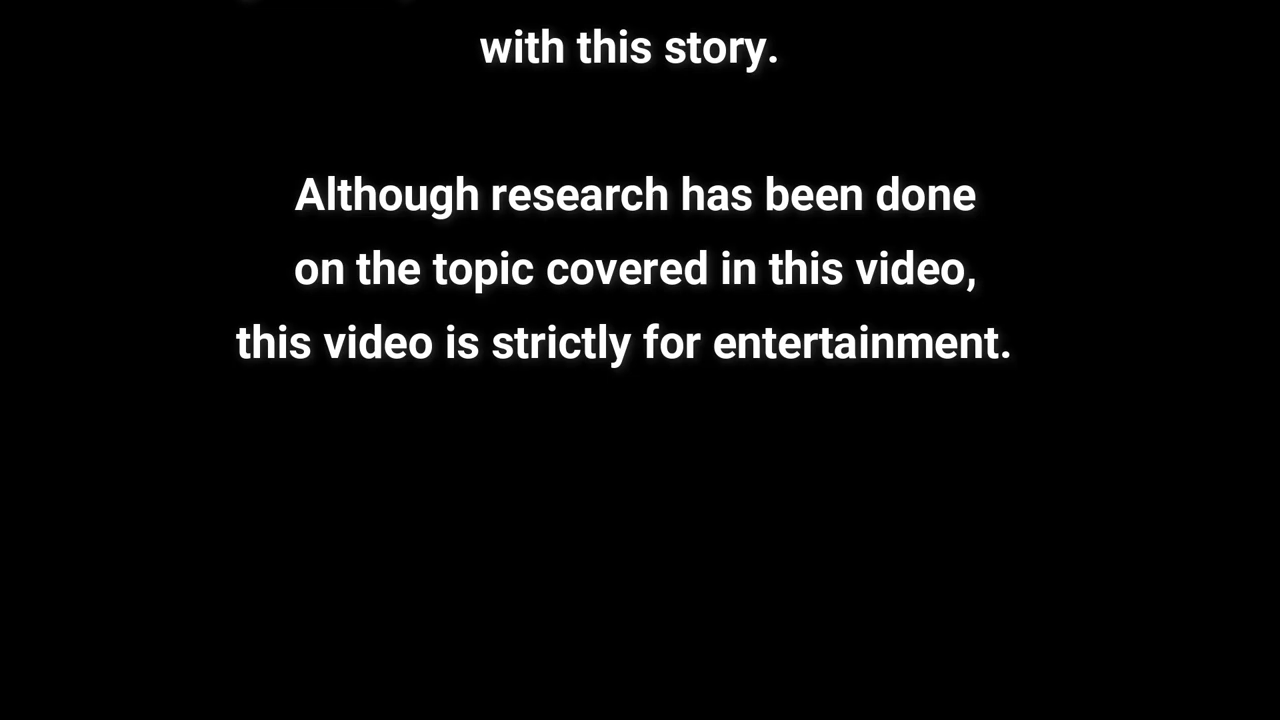 with this story.
Although research has been done
on the topic covered in this video,
this video is strictly for entertainment.